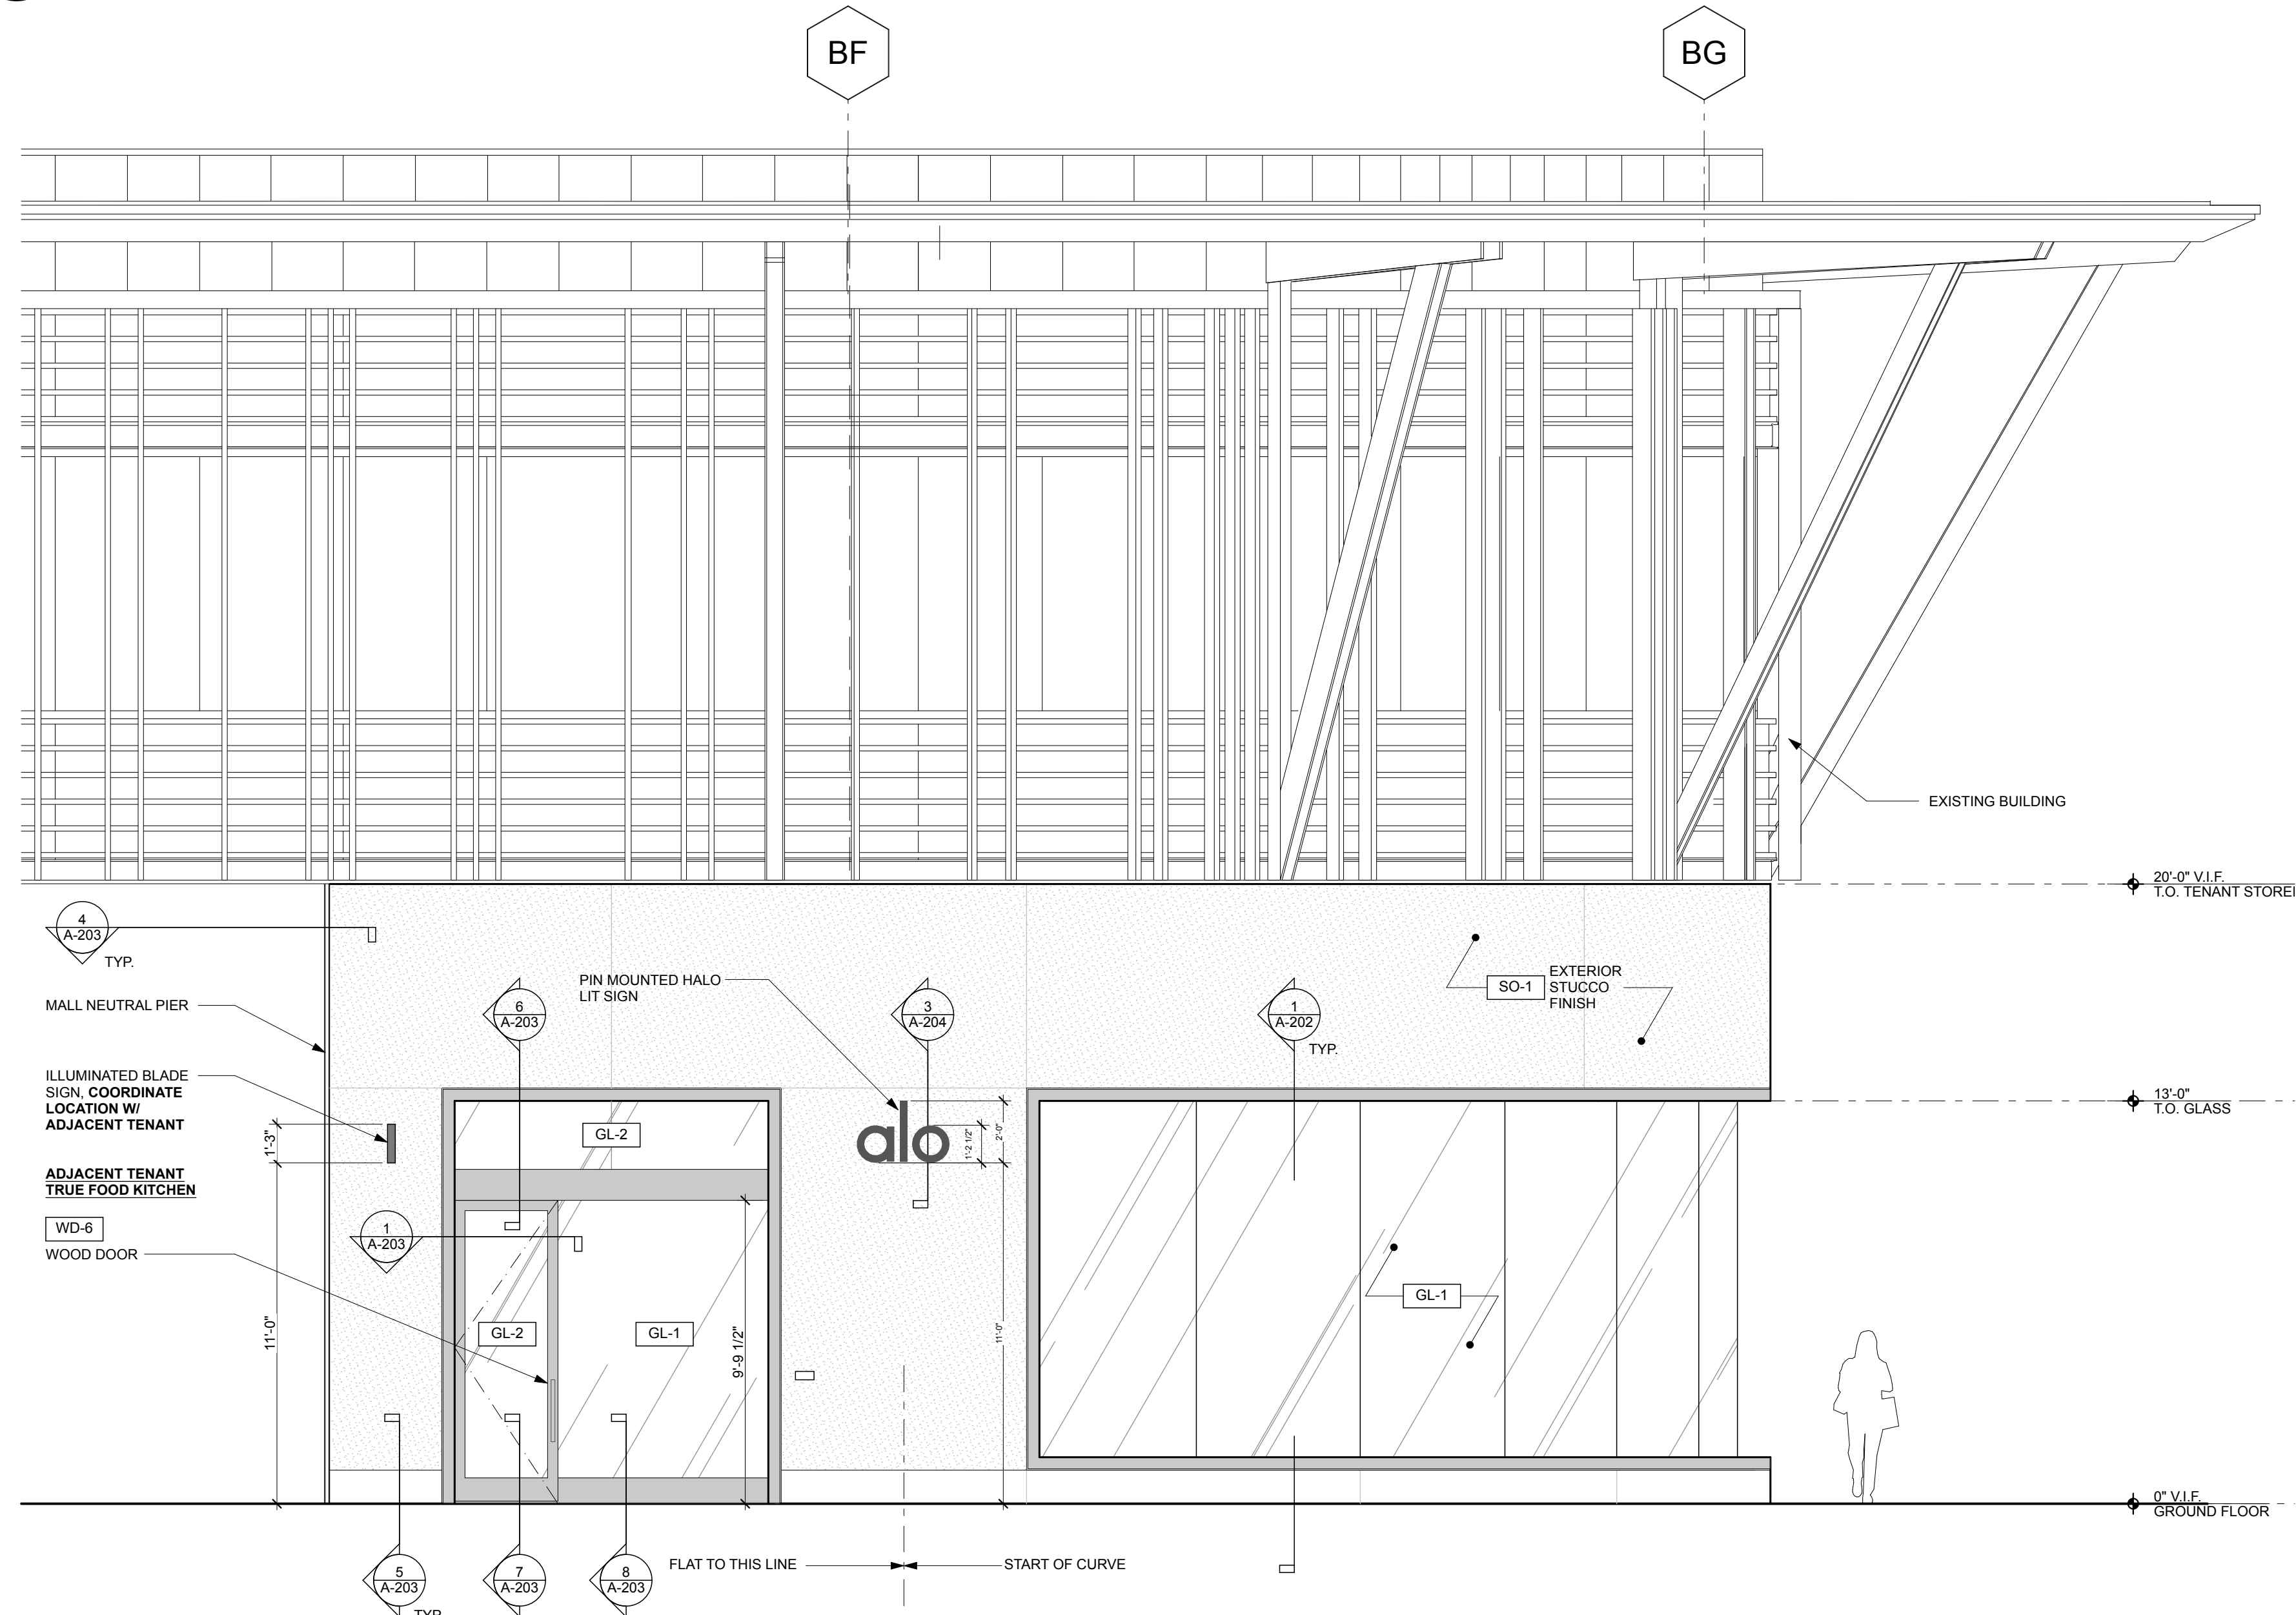 BF
BG
EXISTING BUILDING
20'-0" V.I.F.
T.O. TENANT
4
A-203
TYP.
MALL NEUTRAL PIER
6
A-203
PIN MOUNTED HALO
LIT SIGN
3
A-204
1
A-202
TYP.
SO-1
EXTERIOR
STUCCO
FINISH
ILLUMINATED BLADE
SIGN, COORDINATE
LOCATION W/
ADJACENT TENANT
1'-3"
13'-0"
T.O. GLASS
GL-2
alo
1'-2 1/2"
2'-0"
ADJACENT TENANT
TRUE FOOD KITCHEN
WD-6
WOOD DOOR
1
A-203
GL-1
11'-0"
GL-2
GL-1
9'-9 1/2"
11'-0"
0" V.I.F.
GROUND FLOOR
FLAT TO THIS LINE
START OF CURVE
5
A-203
TYP.
7
A-203
8
A-203